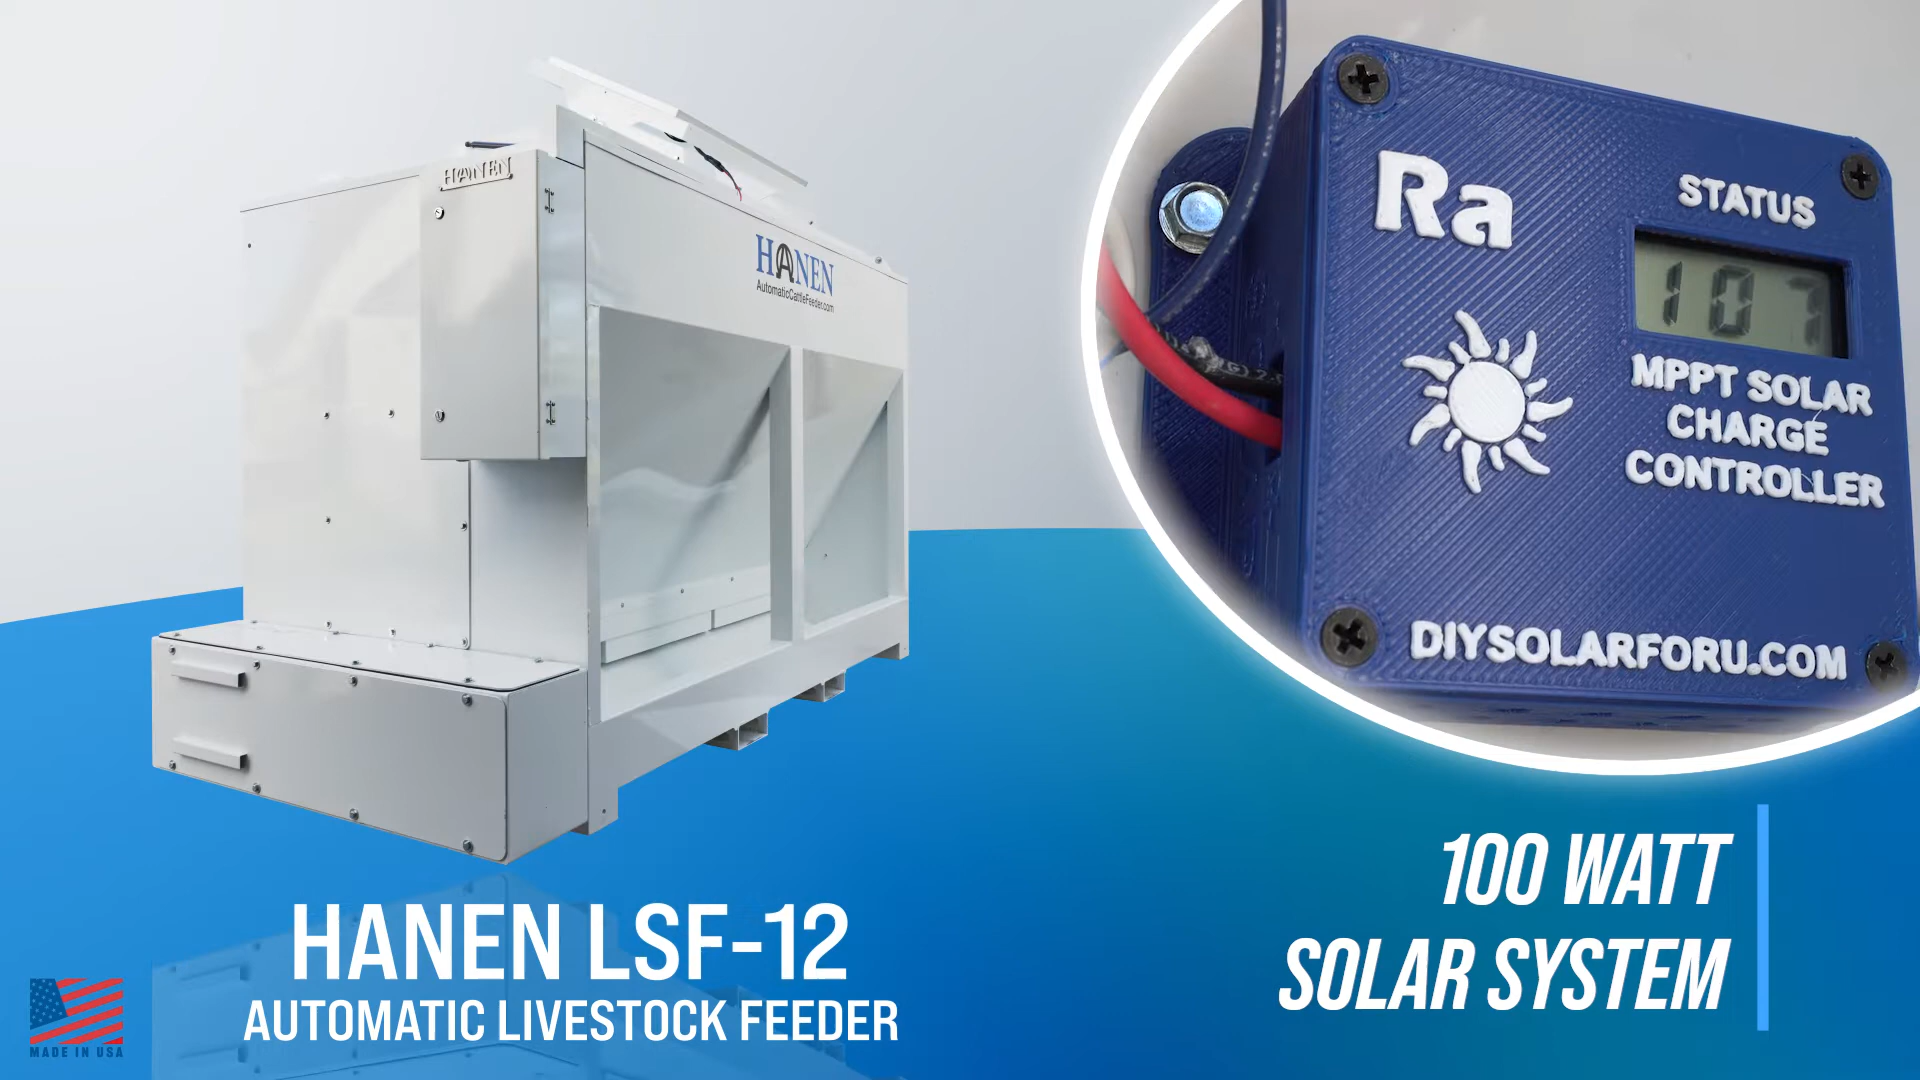 HANEN
HANEN
AutomaticCattleFeeder.com
Ra
STATUS
107
MPPT SOLAR
CHARGE
CONTROLLER
DIYSOLARFORU.COM
100 WATT
SOLAR SYSTEM
HANEN LSF-12
AUTOMATIC LIVESTOCK FEEDER
MADE IN USA